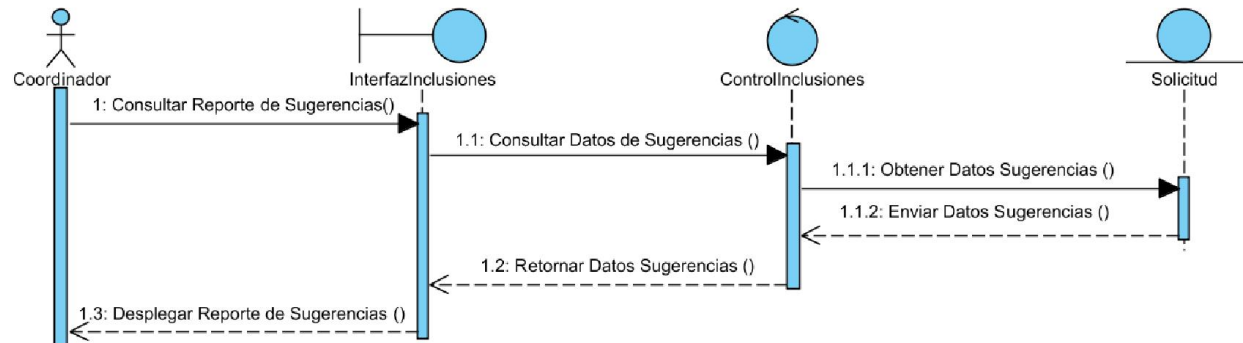 Coordinador
InterfazInclusiones
ControlInclusiones
Solicitud
1: Consultar Reporte de Sugerencias()
1.1: Consultar Datos de Sugerencias ()
1.1.1: Obtener Datos Sugerencias ()
1.1.2: Enviar Datos Sugerencias ()
1.2: Retornar Datos Sugerencias ()
1.3: Desplegar Reporte de Sugerencias ()